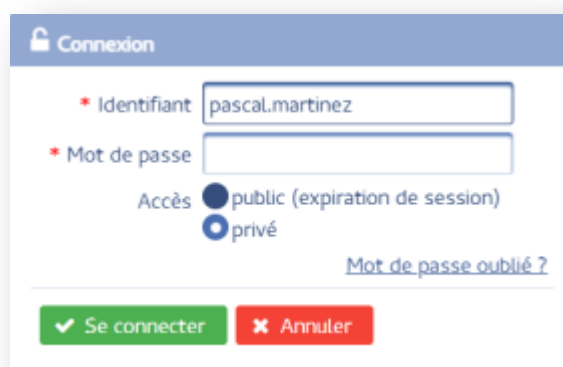 Connexion
* Identifiant pascal.martinez
* Mot de passe
Accès public (expiration de session)
privé
Mot de passe oublié ?
Se connecter Annuler